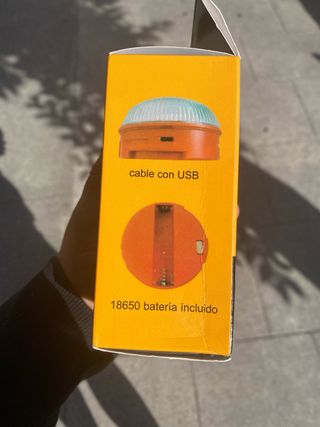 cable con USB
18650 bateria incluido